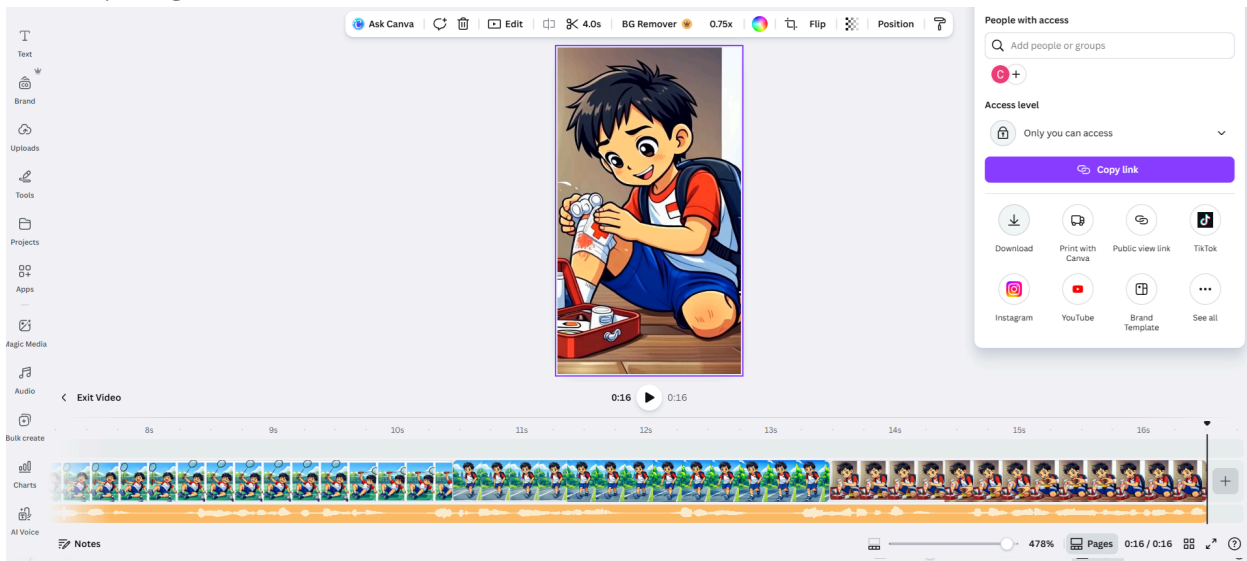 Text
Brand
Uploads
Tools
Projects
Apps
Magic Media
Audio
Bulk create
Charts
AI Voice
Ask Canva
Edit
4.0s
BG Remover
0.75x
Flip
Position
People with access
Add people or groups
C
Access level
Only you can access
Copy link
Download
Print with Canva
Public view link
TikTok
Instagram
YouTube
Brand Template
See all
Exit Video
0:16
0:16
8s
9s
10s
11s
12s
13s
14s
15s
16s
Notes
478%
Pages
0:16 / 0:16